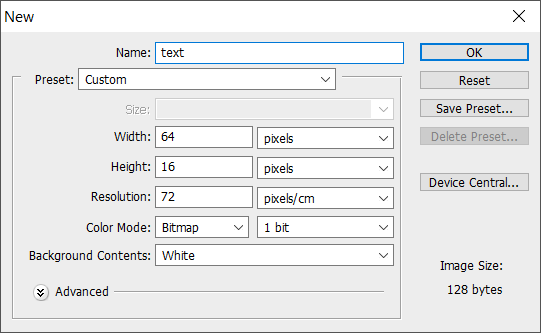 New
Name: text OK
Preset: Custom Reset
Size: Save Preset...
Width: 64 pixels Delete Preset...
Height: 16 pixels
Resolution: 72 pixels/cm Device Central...
Color Mode: Bitmap 1 bit
Background Contents: White
Image Size:
Advanced 128 bytes